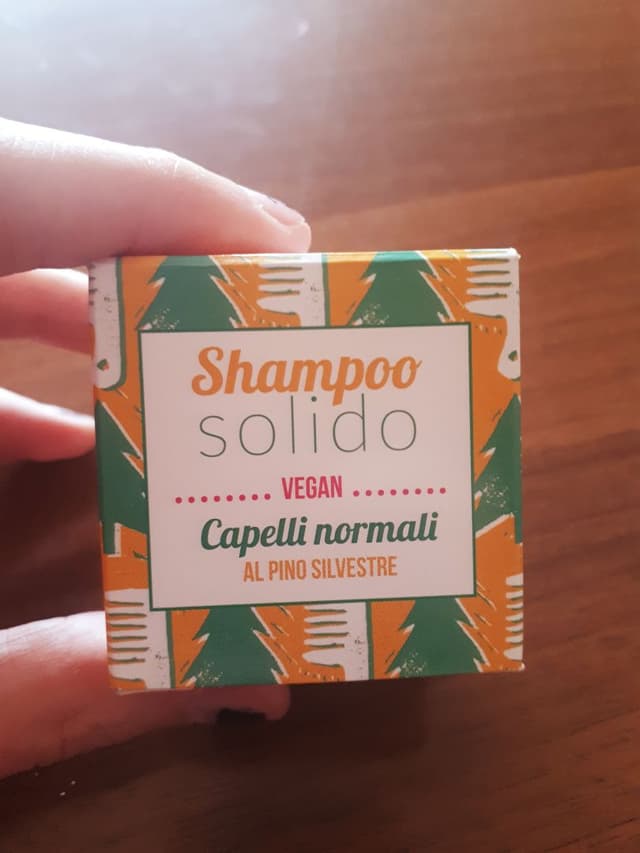 Shampoo
solido
VEGAN
Capelli normali
AL PINO SILVESTRE